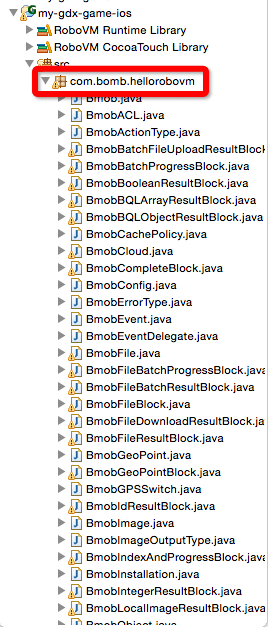 my-gdx-game-ios
RoboVM Runtime Library
RoboVM CocoaTouch Library
src
com.bomb.hellorobovm
Bmob.java
BmobACL.java
BmobActionType.java
BmobBatchFileUploadResultBlock
BmobBatchProgressBlock.java
BmobBooleanResultBlock.java
BmobBQLArrayResultBlock.java
BmobBQLObjectResultBlock.java
BmobCachePolicy.java
BmobCloud.java
BmobCompleteBlock.java
BmobConfig.java
BmobErrorType.java
BmobEvent.java
BmobEventDelegate.java
BmobFile.java
BmobFileBatchProgressBlock.java
BmobFileBatchResultBlock.java
BmobFileBlock.java
BmobFileDownloadResultBlock.ja
BmobFileResultBlock.java
BmobGeoPoint.java
BmobGeoPointBlock.java
BmobGPSSwitch.java
BmobIdResultBlock.java
BmobImage.java
BmobImageOutputType.java
BmobIndexAndProgressBlock.java
BmobInstallation.java
BmobIntegerResultBlock.java
BmobLocalImageResultBlock.java
BmobObject.java